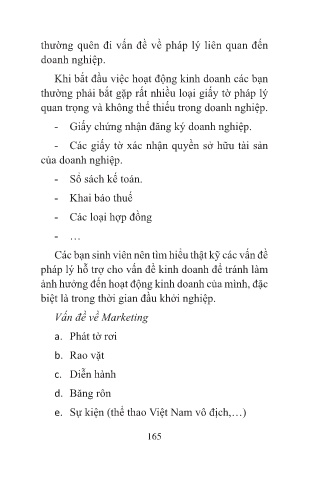 thường quên đi vấn đề về pháp lý liên quan đến
doanh nghiệp.
Khi bắt đầu việc hoạt động kinh doanh các bạn
thường phải bắt gặp rất nhiều loại giấy tờ pháp lý
quan trọng và không thể thiếu trong doanh nghiệp.
- Giấy chứng nhận đăng ký doanh nghiệp.
- Các giấy tờ xác nhận quyền sở hữu tài sản
của doanh nghiệp.
- Sổ sách kế toán.
- Khai báo thuế
- Các loại hợp đồng
- …
Các bạn sinh viên nên tìm hiểu thật kỹ các vấn đề
pháp lý hỗ trợ cho vấn đề kinh doanh để tránh làm
ảnh hưởng đến hoạt động kinh doanh của mình, đặc
biệt là trong thời gian đầu khởi nghiệp.
Vấn đề về Marketing
a. Phát tờ rơi
b. Rao vặt
c. Diễn hành
d. Băng rôn
e. Sự kiện (thể thao Việt Nam vô địch,…)
165